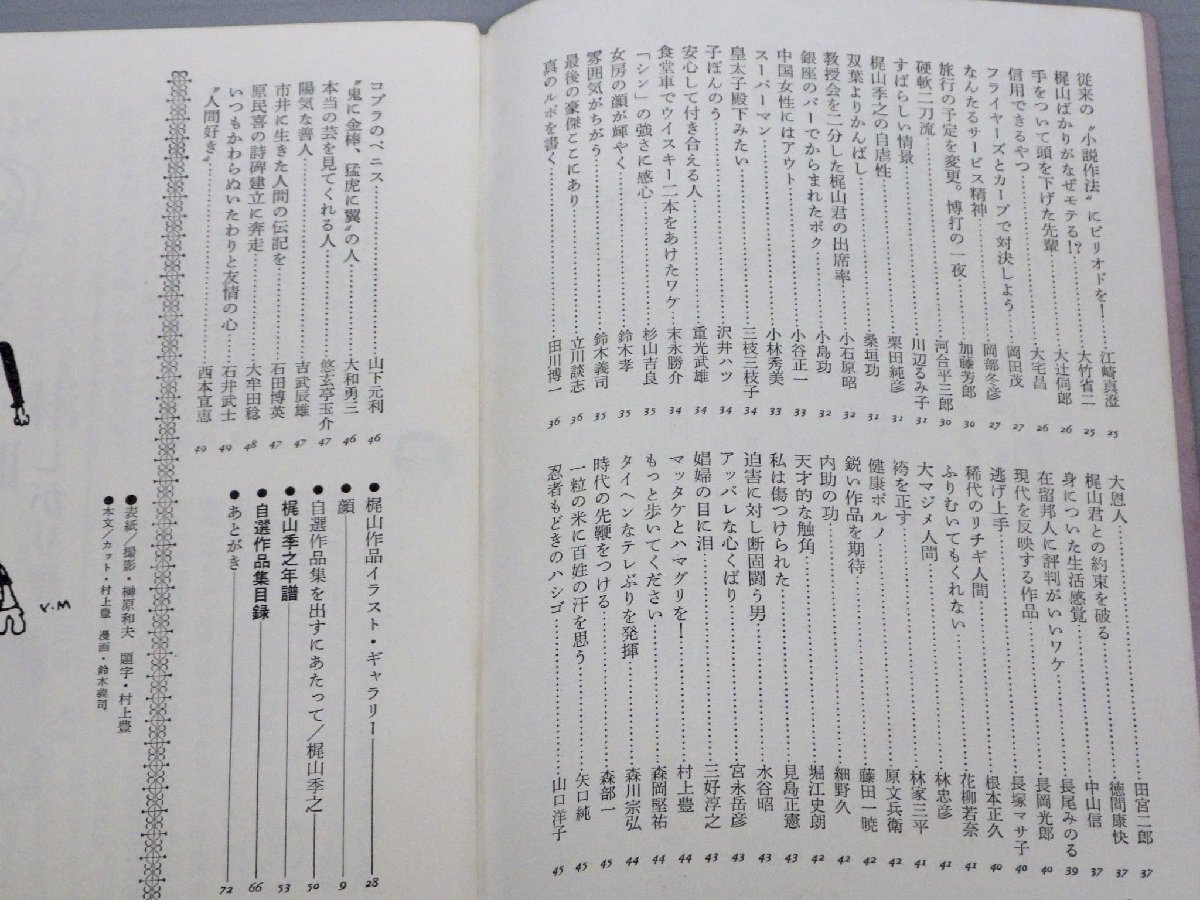 従来の〝小説作法〟にピリオドを！……江崎真澄 25
梶山ばかりがなぜモテる!?……大竹省二 25
手をついて頭を下げた先輩……大辻伺郎 26
信用できるやつ……大宅昌 26
フライヤーズとカープで対決しよう……岡田茂 27
なんたるサービス精神……岡部冬彦 27
旅行の予定を変更。博打の一夜……加藤芳郎 30
硬軟二刀流……河合平三郎 30
すばらしい情景……川辺るみ子 31
梶山季之の自虐性……栗田純彦 31
双葉よりかんばし……桑垣功 31
教授会を二分した梶山君の出席率……小石原昭 32
銀座のバーでからまれたボク……小島功 32
中国女性にはアウト……小谷正一 33
スーパーマン……小林秀美 33
皇太子殿下みたい……三枝三枝子 34
子ぼんのう……沢井ハツ 34
安心して付き合える人……重光武雄 34
食堂車でウイスキー二本をあけたワケ……末永勝介 34
「シン」の強さに感心……杉山吉良 35
女房の顔が輝やく……鈴木孝 35
雰囲気がちがう……鈴木義司 35
最後の豪傑ここにあり……立川談志 36
真のルポを書く……田川博一 36
大恩人……田宮二郎 37
梶山君との約束を破る……徳間康快 37
身についた生活感覚……中山信 37
在留邦人に評判がいいワケ……長尾みのる 39
現代を反映する作品……長岡光郎 40
逃げ上手……長塚マサ子 40
稀代のリチギ人間……根本正久 40
ふりむいてもくれない……花柳若奈 41
大マジメ人間……林忠彦 41
袴を正す……林家三平 41
健康ポルノ……原文兵衛 42
鋭い作品を期待……藤田一暁 42
内助の功……細野久 42
天才的な触角……堀江史朗 42
私は傷つけられた……見島正憲 43
迫害に対し断固闘う男……水谷昭 43
アッパレな心くばり……宮永岳彦 43
娼婦の目に泪……三好淳之 43
マッタケとハマグリを！……村上豊 44
もっと歩いてください……森岡堅祐 44
タイヘンなテレぶりを発揮……森川宗弘 44
時代の先鞭をつける……森部一 45
一粒の米に百姓の汗を思う……矢口純 45
忍者もどきのハシゴ……山口洋子 45
コブラのペニス……山下元利 46
〝鬼に金棒、猛虎に翼〟の人……大和勇三 46
本当の芸を見てくれる人……悠玄亭玉介 47
陽気な善人……吉武辰雄 47
市井に生きた人間の伝記を……石田博英 47
原民喜の詩碑建立に奔走……大牟田稔 48
いつもかわらぬいたわりと友情の心……石井武士 49
〝人間好き〟……西本宣恵 49
●梶山作品イラスト・ギャラリー 28
●顔 9
●自選作品集を出すにあたって／梶山季之 50
●梶山季之年譜 53
●自選作品集目録 66
●あとがき 72
●表紙／撮影・榊原和夫 題字・村上豊
●本文／カット・村上豊 漫画・鈴木義司
Y.M